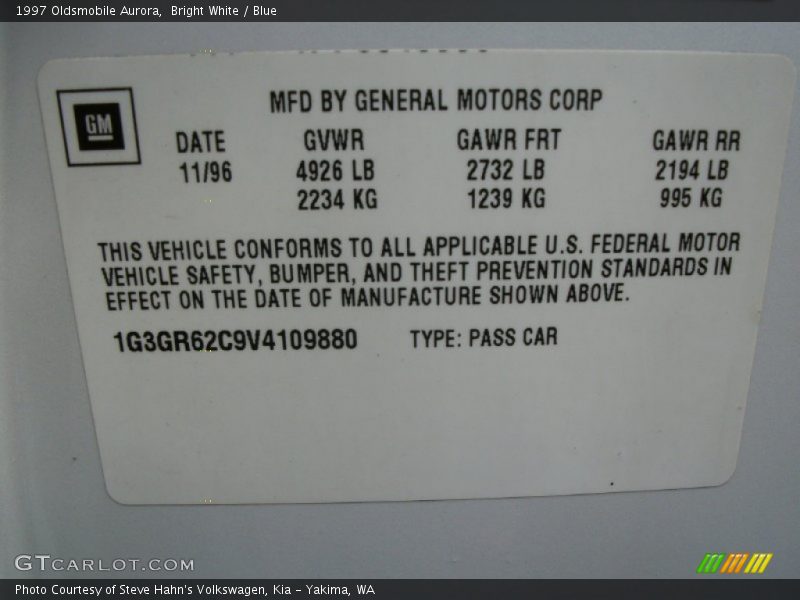 1997 Oldsmobile Aurora,  Bright White / Blue
GM
MFD BY GENERAL MOTORS CORP
DATE GVWR GAWR FRT GAWR RR
11/96 4926 LB 2732 LB 2194 LB
2234 KG 1239 KG 995 KG
THIS VEHICLE CONFORMS TO ALL APPLICABLE U.S. FEDERAL MOTOR
VEHICLE SAFETY, BUMPER, AND THEFT PREVENTION STANDARDS IN
EFFECT ON THE DATE OF MANUFACTURE SHOWN ABOVE.
1G3GR62C9V4109880 TYPE: PASS CAR
GTCARLOT.COM
Photo Courtesy of Steve Hahn's Volkswagen, Kia – Yakima, WA